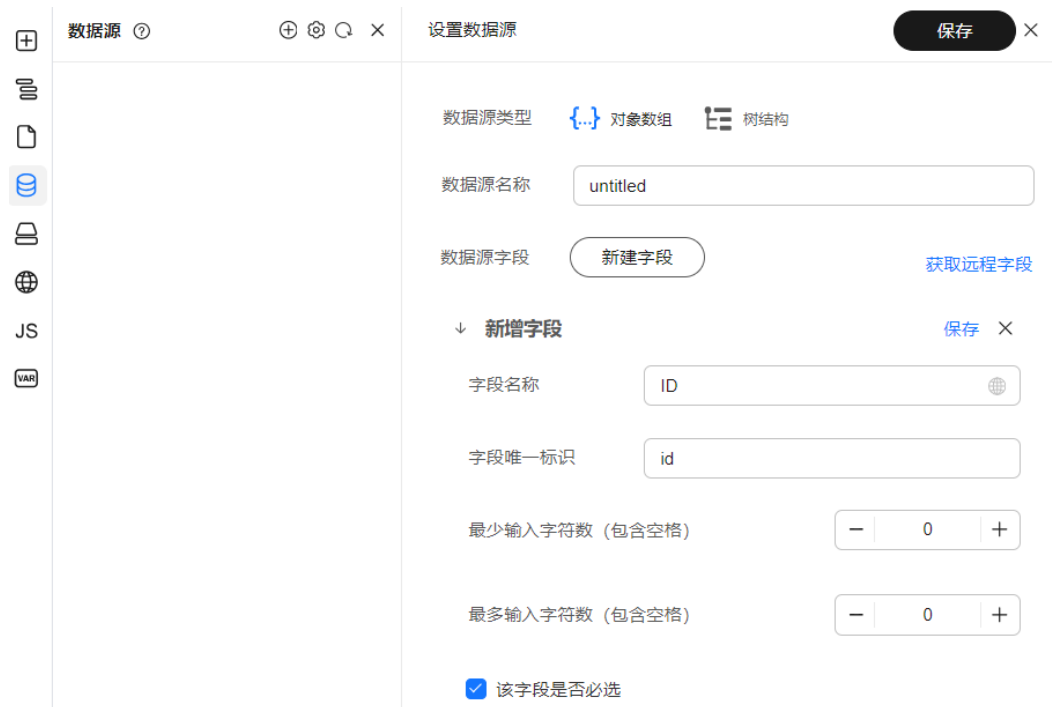 数据源
设置数据源
保存
数据源类型 {...} 对象数组 树结构
数据源名称 untitled
数据源字段 新建字段 获取远程字段
新增字段 保存
字段名称 ID
字段唯一标识 id
最少输入字符数（包含空格） 0
最多输入字符数（包含空格） 0
该字段是否必选
JS
VAR